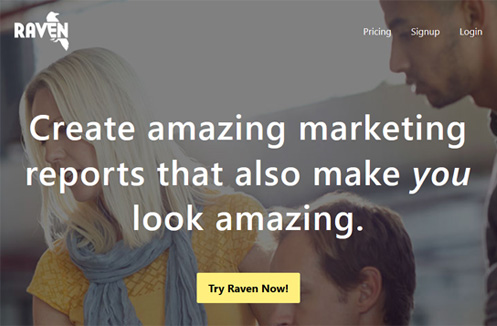 RAVEN
Pricing Signup Login
Create amazing marketing
reports that also make you
look amazing.
Try Raven Now!